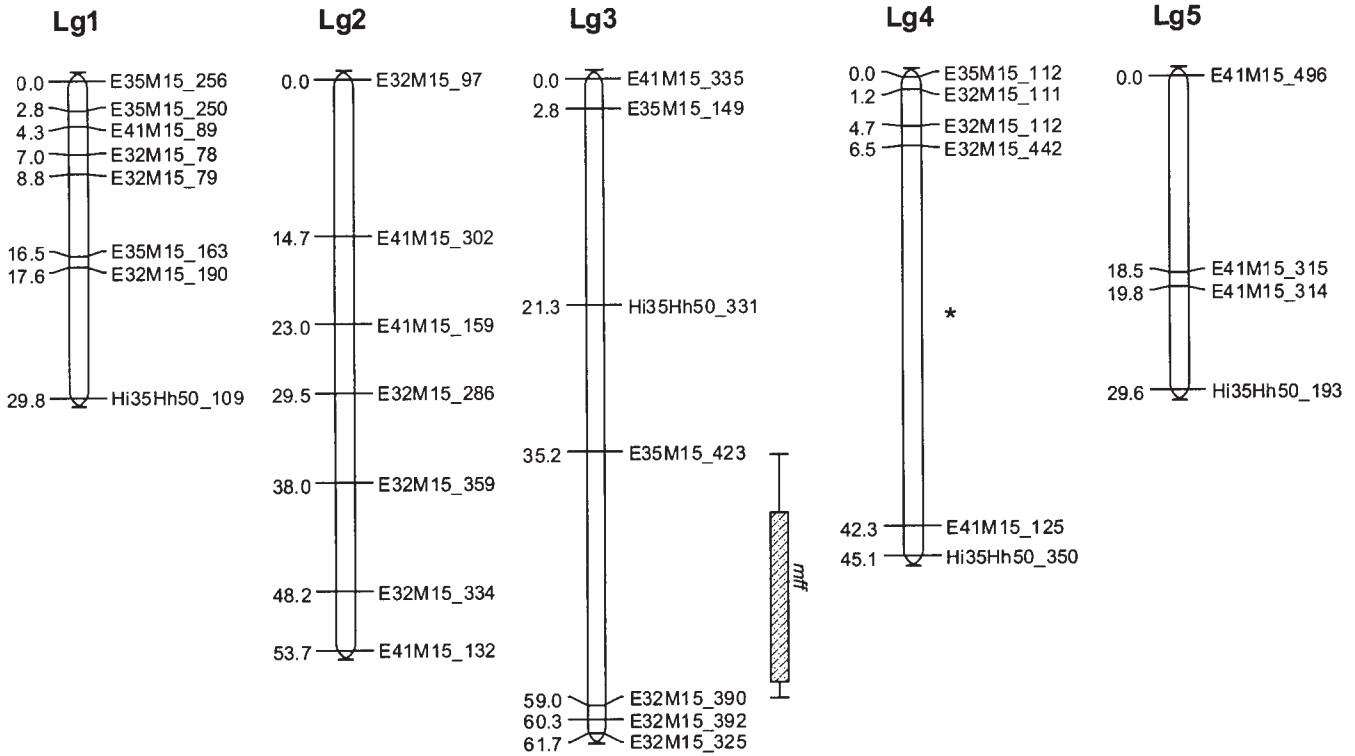 Lg1
0.0 E35M15_256
2.8 E35M15_250
4.3 E41M15_89
7.0 E32M15_78
8.8 E32M15_79
16.5 E35M15_163
17.6 E32M15_190
29.8 Hi35Hh50_109
Lg2
0.0 E32M15_97
14.7 E41M15_302
23.0 E41M15_159
29.5 E32M15_286
38.0 E32M15_359
48.2 E32M15_334
53.7 E41M15_132
Lg3
0.0 E41M15_335
2.8 E35M15_149
21.3 Hi35Hh50_331
35.2 E35M15_423
59.0 E32M15_390
60.3 E32M15_392
61.7 E32M15_325
mff
Lg4
0.0 E35M15_112
1.2 E32M15_111
4.7 E32M15_112
6.5 E32M15_442
*
42.3 E41M15_125
45.1 Hi35Hh50_350
Lg5
0.0 E41M15_496
18.5 E41M15_315
19.8 E41M15_314
29.6 Hi35Hh50_193